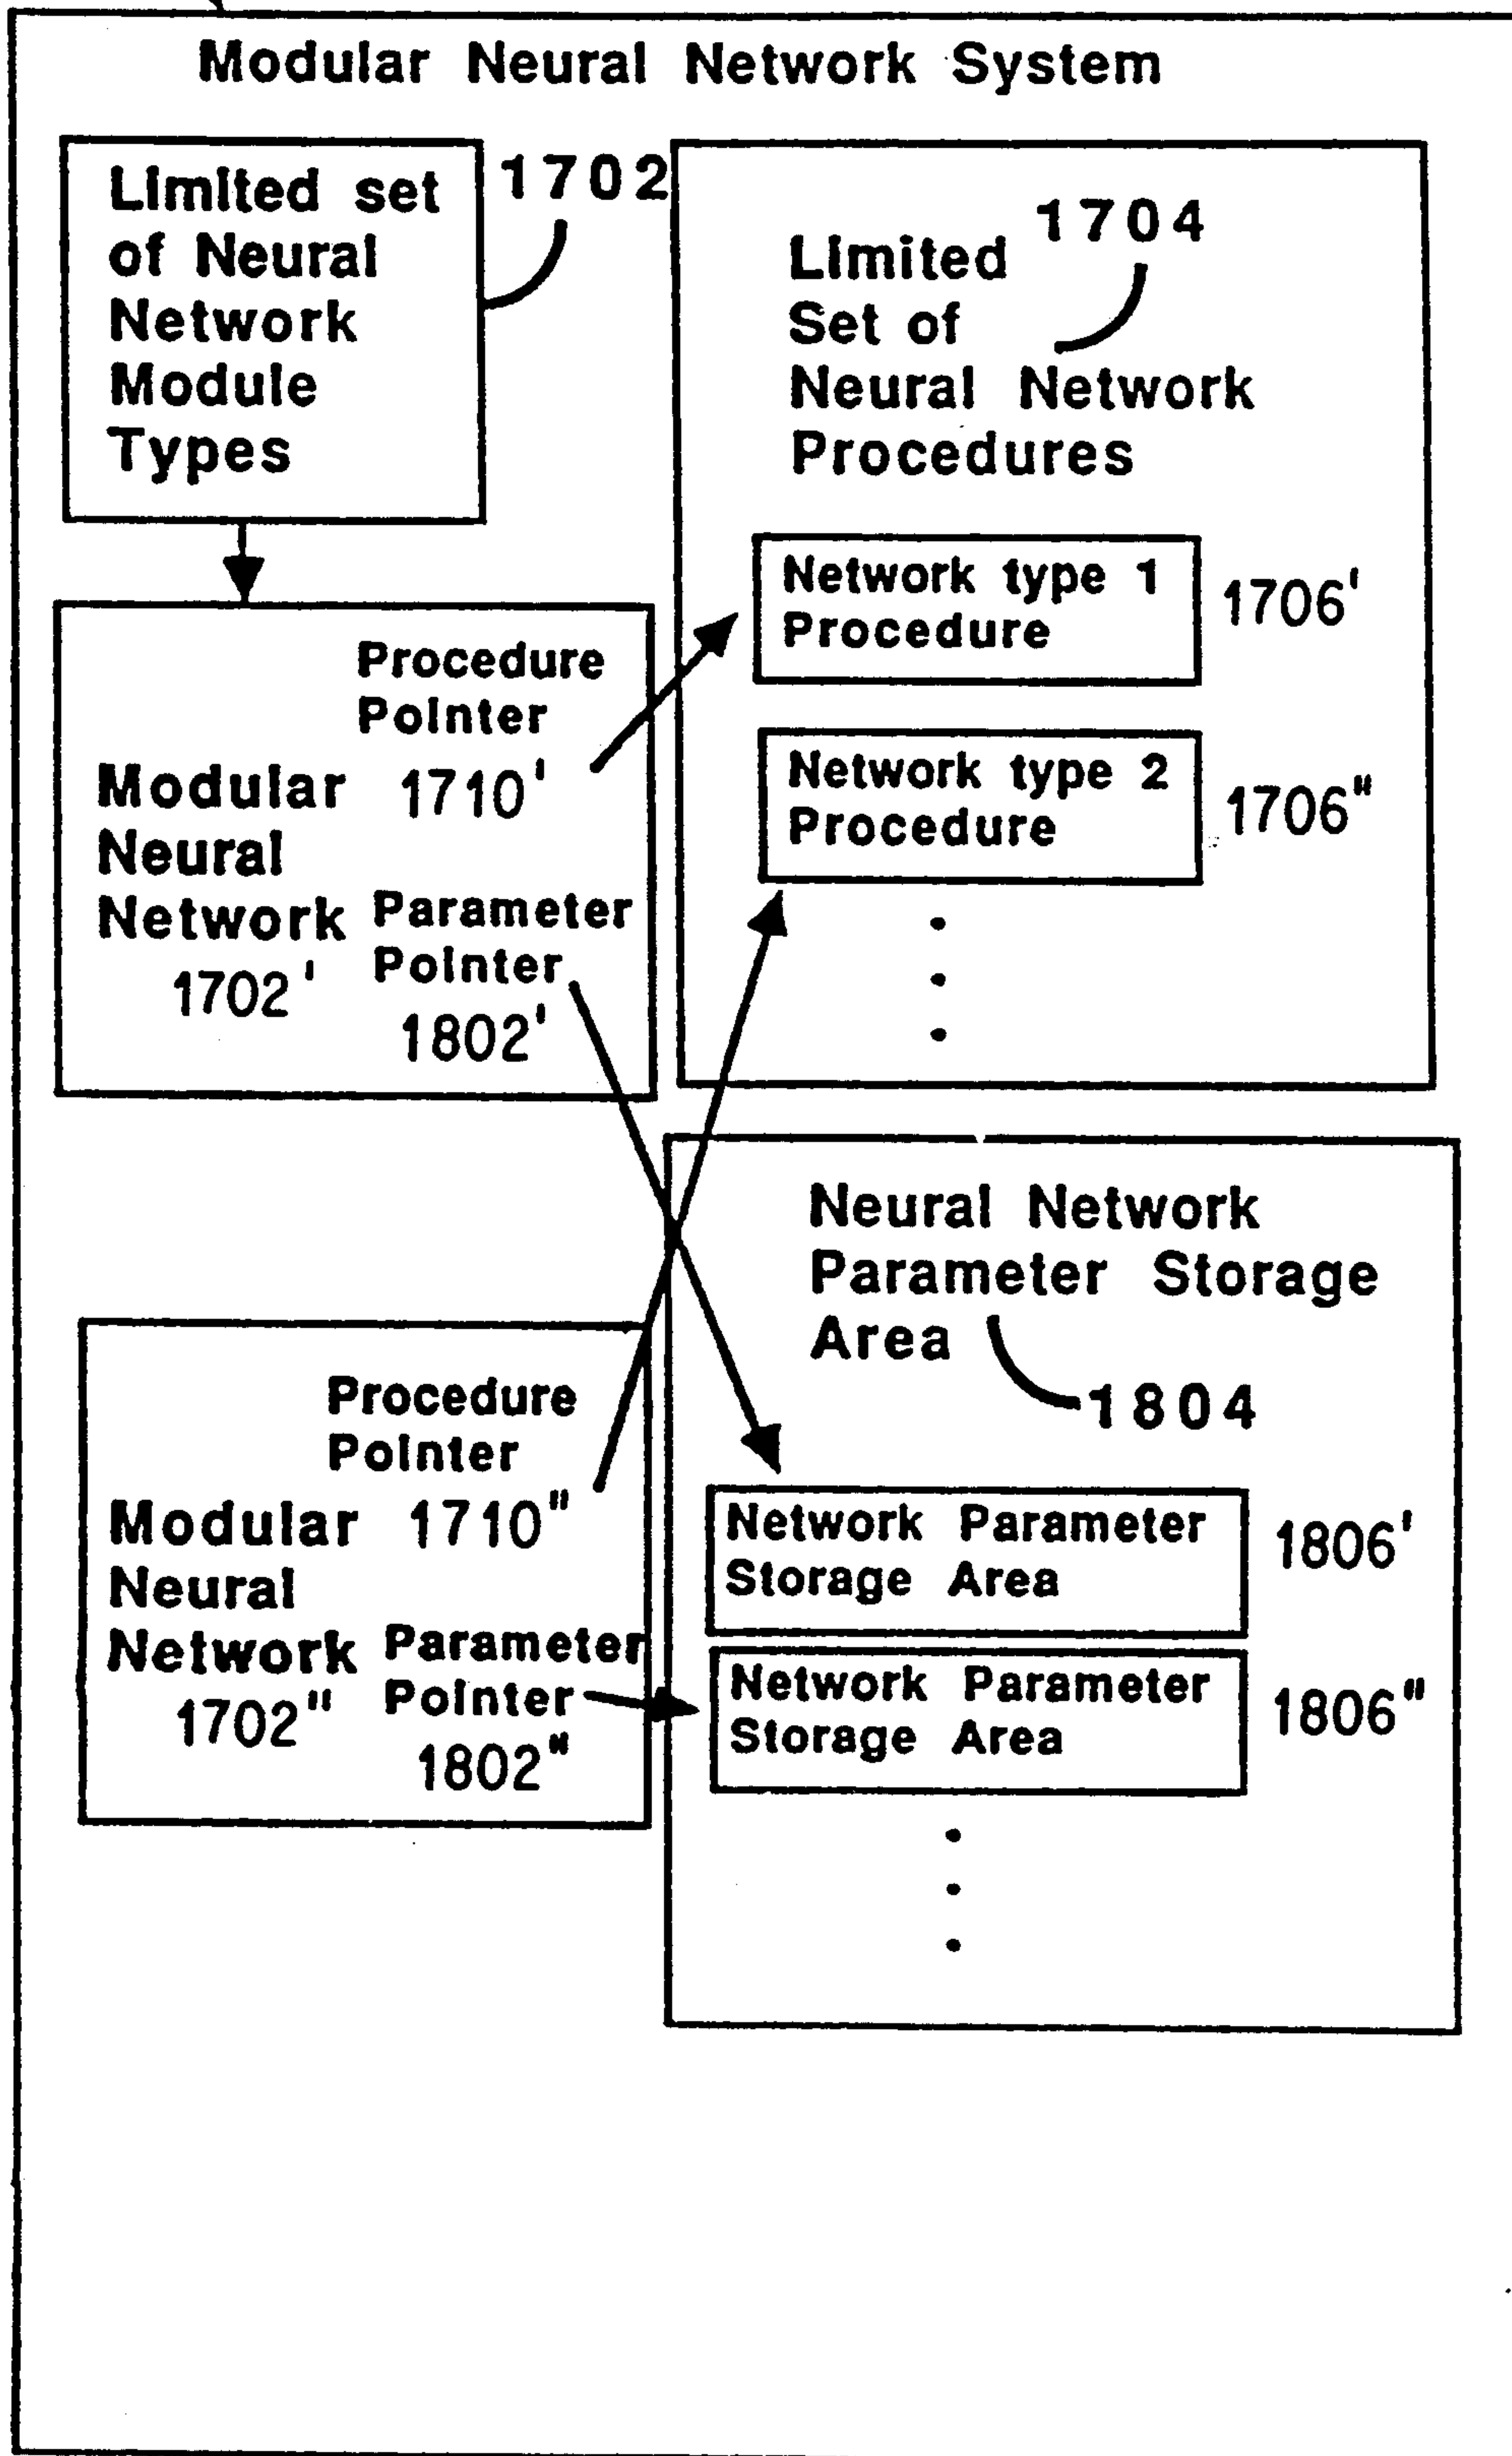 Modular Neural Network System
Limited set
of Neural
Network
Module
Types
1702
Limited
Set of
Neural Network
Procedures
1704
Network type 1
Procedure
1706'
Network type 2
Procedure
1706"
Procedure
Pointer
1710'
Modular
Neural
Network
1702'
Parameter
Pointer
1802'
Neural Network
Parameter Storage
Area
1804
Procedure
Pointer
1710"
Modular
Neural
Network
1702"
Parameter
Pointer
1802"
Network Parameter
Storage Area
1806'
Network Parameter
Storage Area
1806"